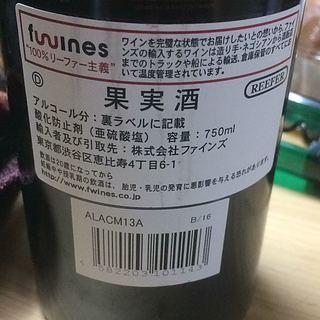 fwines
"100%リーファー主義"
ワインを完璧な状態でお届けしたいとの想いから、ファイ
ンズの輸入するワインは造り手・ネゴシアンから消費地
までのトラックや船による輸送、倉庫保管のすべてにお
いて温度管理されています。
REEFER
果実酒
アルコール分：裏ラベルに記載
酸化防止剤（亜硫酸塩） 容量：750ml
輸入者及び引取先：株式会社ファインズ
東京都渋谷区恵比寿4丁目6-1
飲酒は20歳になってから
妊娠中や授乳期の飲酒は、胎児・乳児の発育に悪影響を与える恐れがあります。
http://www.fwines.co.jp
ALACM13A B/16
4 582203 101143